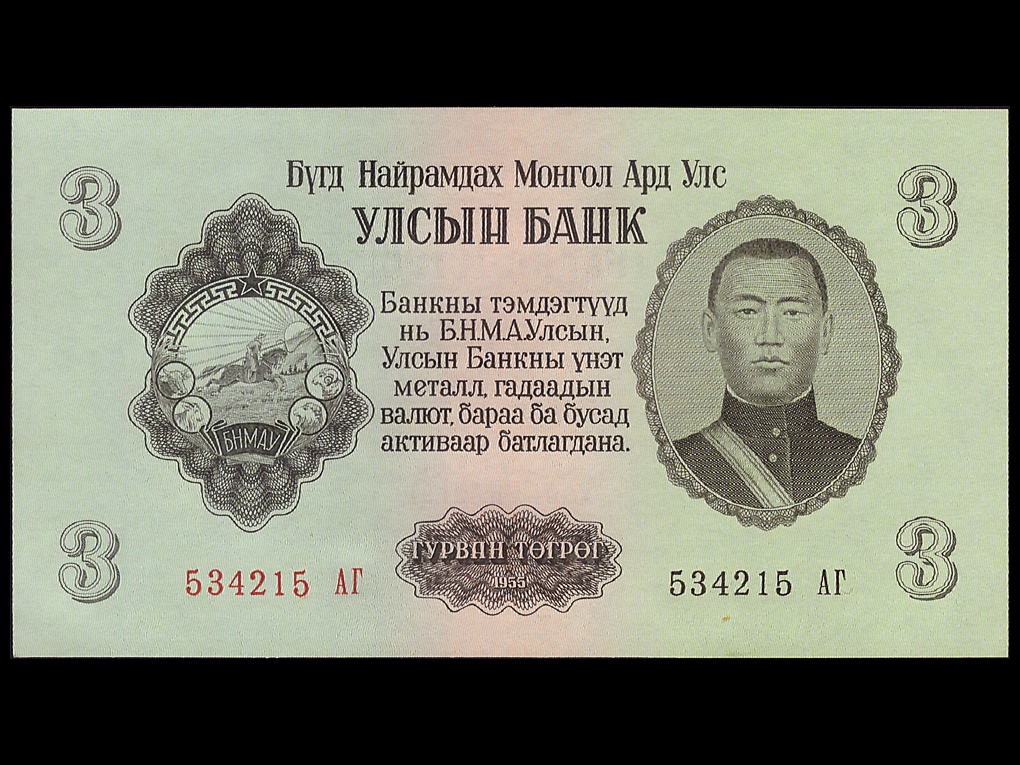 3 3
Бүгд Найрамдах Монгол Ард Улс
УЛСЫН БАНК
Банкны тэмдэгтүүд
нь Б.Н.М.А.Улсын,
Улсын Банкны үнэт
металл, гадаадын
валют, бараа ба бусад
активаар батлагдана.
БНМАУ
3 3
ГУРВАН ТӨГРӨГ
1955
534215 АГ 534215 АГ